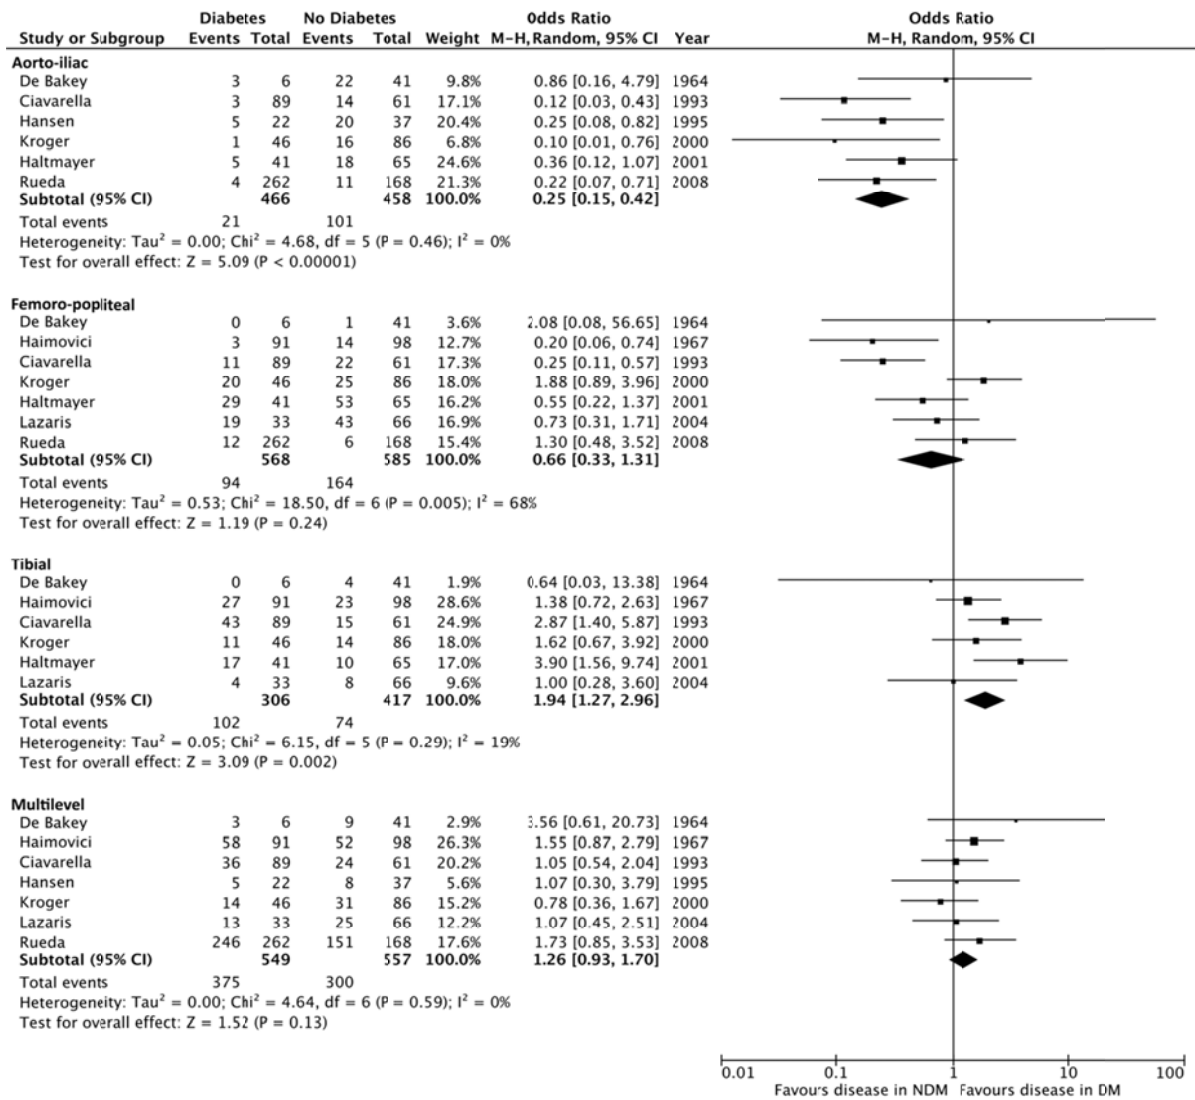 Diabetes No Diabetes Odds Ratio Odds Ratio
Study or Subgroup Events Total Events Total Weight M-H, Random, 95% CI Year M-H, Random, 95% CI
Aorto-iliac
De Bakey 3 6 22 41 9.8% 0.86 [0.16, 4.79] 1964
Ciavarella 3 89 14 61 17.1% 0.12 [0.03, 0.43] 1993
Hansen 5 22 20 37 20.4% 0.25 [0.08, 0.82] 1995
Kroger 1 46 16 86 6.8% 0.10 [0.01, 0.76] 2000
Haltmayer 5 41 18 65 24.6% 0.36 [0.12, 1.07] 2001
Rueda 4 262 11 168 21.3% 0.22 [0.07, 0.71] 2008
Subtotal (95% CI) 466 458 100.0% 0.25 [0.15, 0.42]
Total events 21 101
Heterogeneity: Tau² = 0.00; Chi² = 4.68, df = 5 (P = 0.46); I² = 0%
Test for overall effect: Z = 5.09 (P < 0.00001)
Femoro-popliteal
De Bakey 0 6 1 41 3.6% 2.08 [0.08, 56.65] 1964
Haimovici 3 91 14 98 12.7% 0.20 [0.06, 0.74] 1967
Ciavarella 11 89 22 61 17.3% 0.25 [0.11, 0.57] 1993
Kroger 20 46 25 86 18.0% 1.88 [0.89, 3.96] 2000
Haltmayer 29 41 53 65 16.2% 0.55 [0.22, 1.37] 2001
Lazaris 19 33 43 66 16.9% 0.73 [0.31, 1.71] 2004
Rueda 12 262 6 168 15.4% 1.30 [0.48, 3.52] 2008
Subtotal (95% CI) 568 585 100.0% 0.66 [0.33, 1.31]
Total events 94 164
Heterogeneity: Tau² = 0.53; Chi² = 18.50, df = 6 (P = 0.005); I² = 68%
Test for overall effect: Z = 1.19 (P = 0.24)
Tibial
De Bakey 0 6 4 41 1.9% 0.64 [0.03, 13.38] 1964
Haimovici 27 91 23 98 28.6% 1.38 [0.72, 2.63] 1967
Ciavarella 43 89 15 61 24.9% 2.87 [1.40, 5.87] 1993
Kroger 11 46 14 86 18.0% 1.62 [0.67, 3.92] 2000
Haltmayer 17 41 10 65 17.0% 3.90 [1.56, 9.74] 2001
Lazaris 4 33 8 66 9.6% 1.00 [0.28, 3.60] 2004
Subtotal (95% CI) 306 417 100.0% 1.94 [1.27, 2.96]
Total events 102 74
Heterogeneity: Tau² = 0.05; Chi² = 6.15, df = 5 (P = 0.29); I² = 19%
Test for overall effect: Z = 3.09 (P = 0.002)
Multilevel
De Bakey 3 6 9 41 2.9% 3.56 [0.61, 20.73] 1964
Haimovici 58 91 52 98 26.3% 1.55 [0.87, 2.79] 1967
Ciavarella 36 89 24 61 20.2% 1.05 [0.54, 2.04] 1993
Hansen 5 22 8 37 5.6% 1.07 [0.30, 3.79] 1995
Kroger 14 46 31 86 15.2% 0.78 [0.36, 1.67] 2000
Lazaris 13 33 25 66 12.2% 1.07 [0.45, 2.51] 2004
Rueda 246 262 151 168 17.6% 1.73 [0.85, 3.53] 2008
Subtotal (95% CI) 549 557 100.0% 1.26 [0.93, 1.70]
Total events 375 300
Heterogeneity: Tau² = 0.00; Chi² = 4.64, df = 6 (P = 0.59); I² = 0%
Test for overall effect: Z = 1.52 (P = 0.13)
0.01 0.1 1 10 100
Favours disease in NDM Favours disease in DM